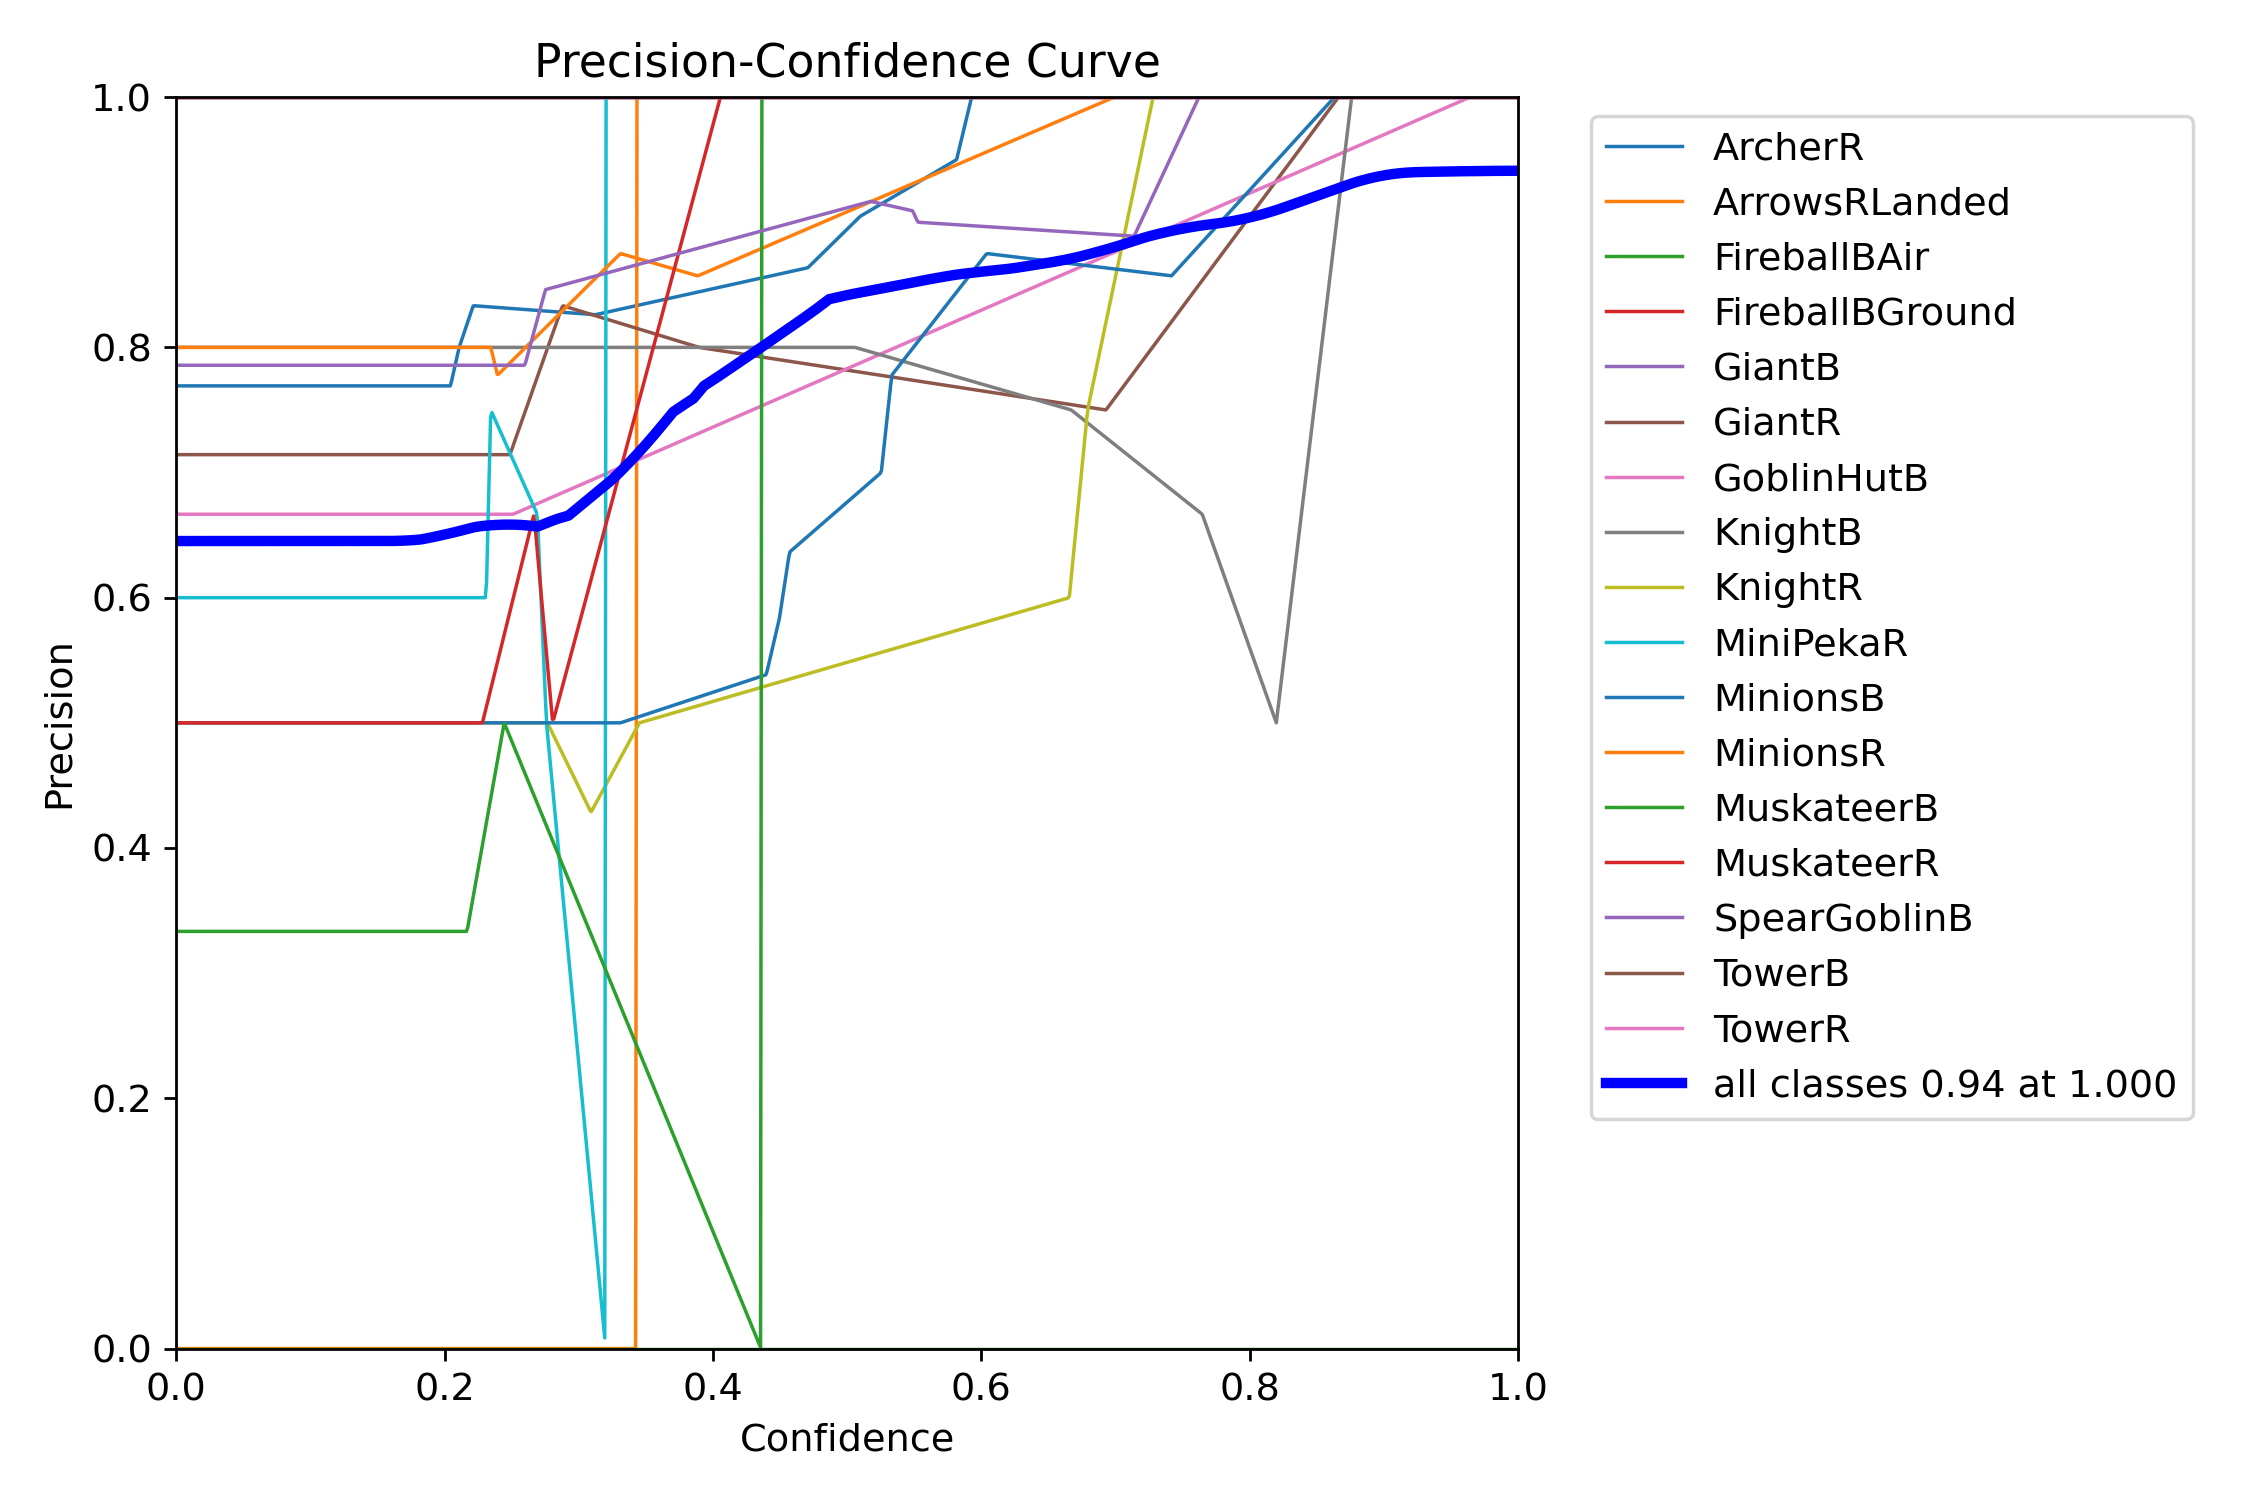 Precision-Confidence Curve
1.0
0.8
0.6
0.4
0.2
0.0
Precision
0.0 0.2 0.4 0.6 0.8 1.0
Confidence
ArcherR
ArrowsRLanded
FireballBAir
FireballBGround
GiantB
GiantR
GoblinHutB
KnightB
KnightR
MiniPekaR
MinionsB
MinionsR
MuskateerB
MuskateerR
SpearGoblinB
TowerB
TowerR
all classes 0.94 at 1.000